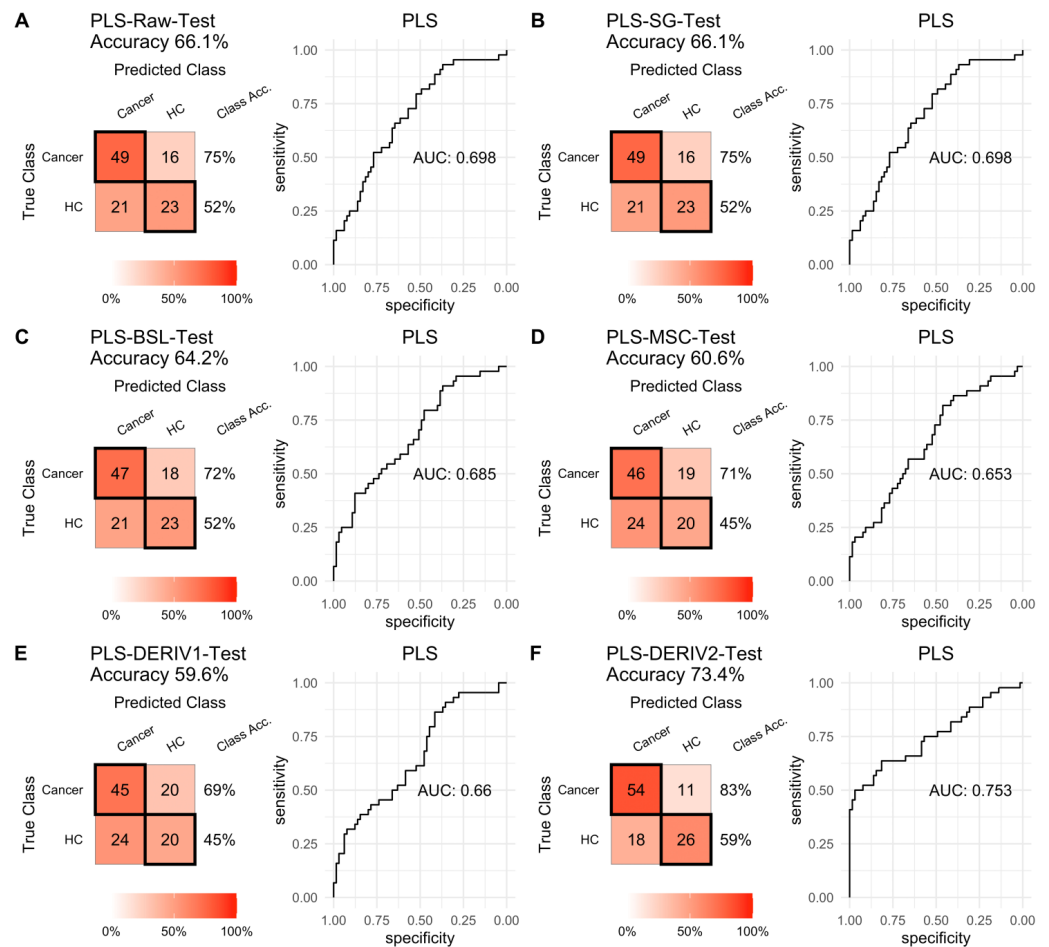 A
PLS-Raw-Test
Accuracy 66.1%
Predicted Class
Cancer HC Class Acc.
True Class
Cancer 49 16 75%
HC 21 23 52%
0% 50% 100%
PLS
sensitivity
1.00
0.75
0.50
0.25
0.00
AUC: 0.698
1.00 0.75 0.50 0.25 0.00
specificity
B
PLS-SG-Test
Accuracy 66.1%
Predicted Class
Cancer HC Class Acc.
True Class
Cancer 49 16 75%
HC 21 23 52%
0% 50% 100%
PLS
sensitivity
1.00
0.75
0.50
0.25
0.00
AUC: 0.698
1.00 0.75 0.50 0.25 0.00
specificity
C
PLS-BSL-Test
Accuracy 64.2%
Predicted Class
Cancer HC Class Acc.
True Class
Cancer 47 18 72%
HC 21 23 52%
0% 50% 100%
PLS
sensitivity
1.00
0.75
0.50
0.25
0.00
AUC: 0.685
1.00 0.75 0.50 0.25 0.00
specificity
D
PLS-MSC-Test
Accuracy 60.6%
Predicted Class
Cancer HC Class Acc.
True Class
Cancer 46 19 71%
HC 24 20 45%
0% 50% 100%
PLS
sensitivity
1.00
0.75
0.50
0.25
0.00
AUC: 0.653
1.00 0.75 0.50 0.25 0.00
specificity
E
PLS-DERIV1-Test
Accuracy 59.6%
Predicted Class
Cancer HC Class Acc.
True Class
Cancer 45 20 69%
HC 24 20 45%
0% 50% 100%
PLS
sensitivity
1.00
0.75
0.50
0.25
0.00
AUC: 0.66
1.00 0.75 0.50 0.25 0.00
specificity
F
PLS-DERIV2-Test
Accuracy 73.4%
Predicted Class
Cancer HC Class Acc.
True Class
Cancer 54 11 83%
HC 18 26 59%
0% 50% 100%
PLS
sensitivity
1.00
0.75
0.50
0.25
0.00
AUC: 0.753
1.00 0.75 0.50 0.25 0.00
specificity